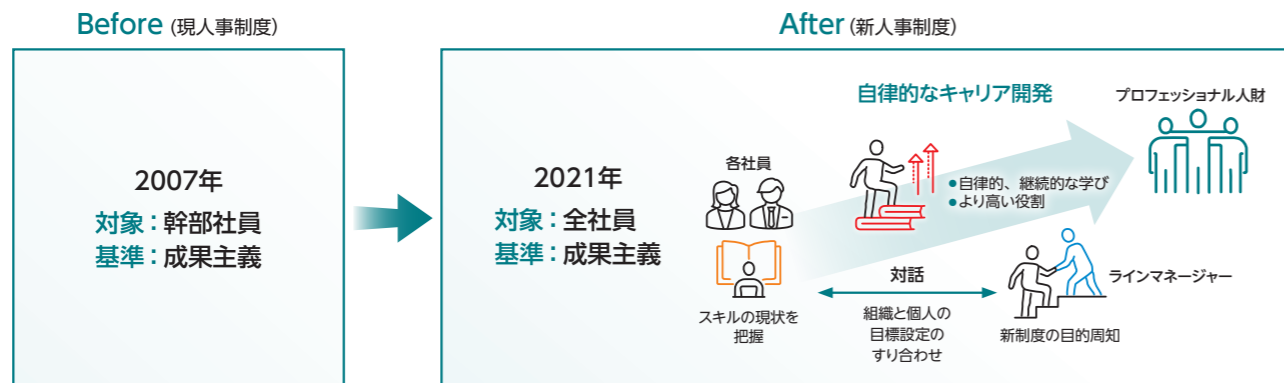 Before (現人事制度)
2007年
対象：幹部社員
基準：成果主義
After (新人事制度)
2021年
対象：全社員
基準：成果主義
自律的なキャリア開発
プロフェッショナル人財
各社員
●自律的、継続的な学び
●より高い役割
スキルの現状を
把握
対話
組織と個人の
目標設定の
すり合わせ
ラインマネージャー
新制度の目的周知